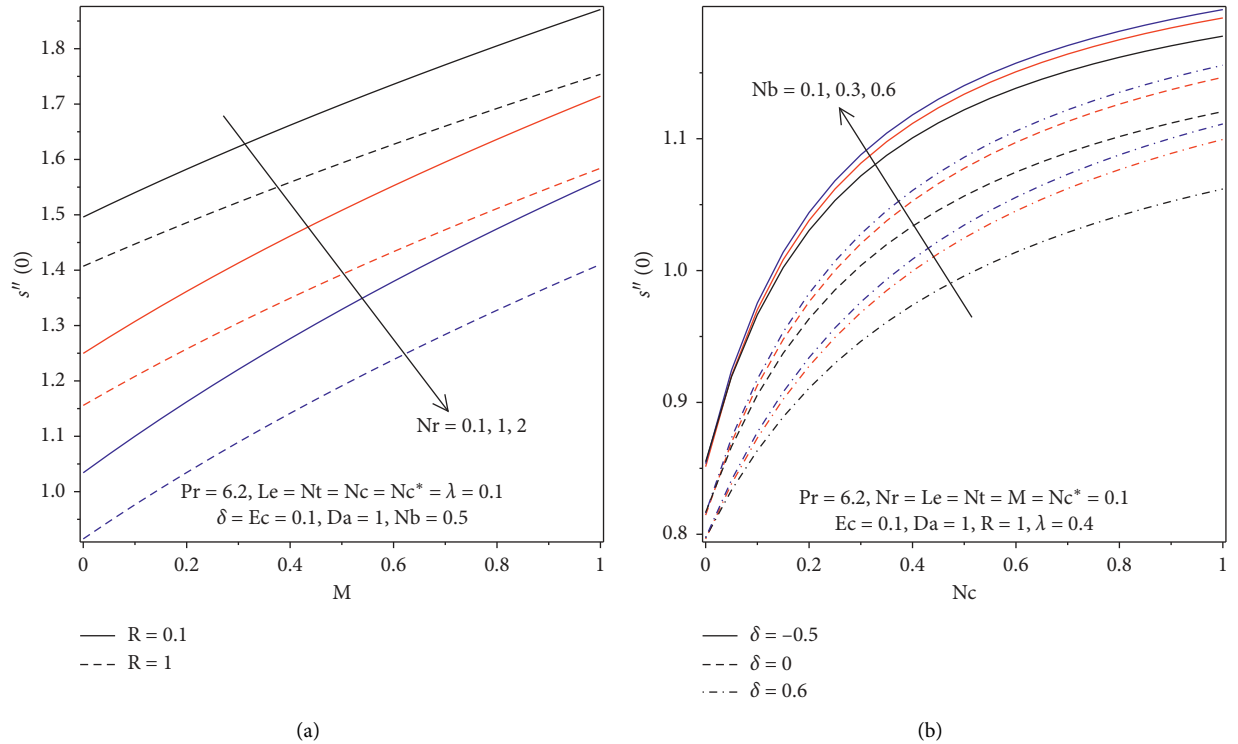 1.8
1.7
1.6
1.5
1.4
1.3
1.2
1.1
1.0
s″ (0)
0
0.2
0.4
0.6
0.8
1
M
Nr = 0.1, 1, 2
Pr = 6.2, Le = Nt = Nc = Nc* = λ = 0.1
δ = Ec = 0.1, Da = 1, Nb = 0.5
R = 0.1
R = 1
(a)
1.1
1.0
0.9
0.8
s″ (0)
0
0.2
0.4
0.6
0.8
1
Nc
Nb = 0.1, 0.3, 0.6
Pr = 6.2, Nr = Le = Nt = M = Nc* = 0.1
Ec = 0.1, Da = 1, R = 1, λ = 0.4
δ = –0.5
δ = 0
δ = 0.6
(b)